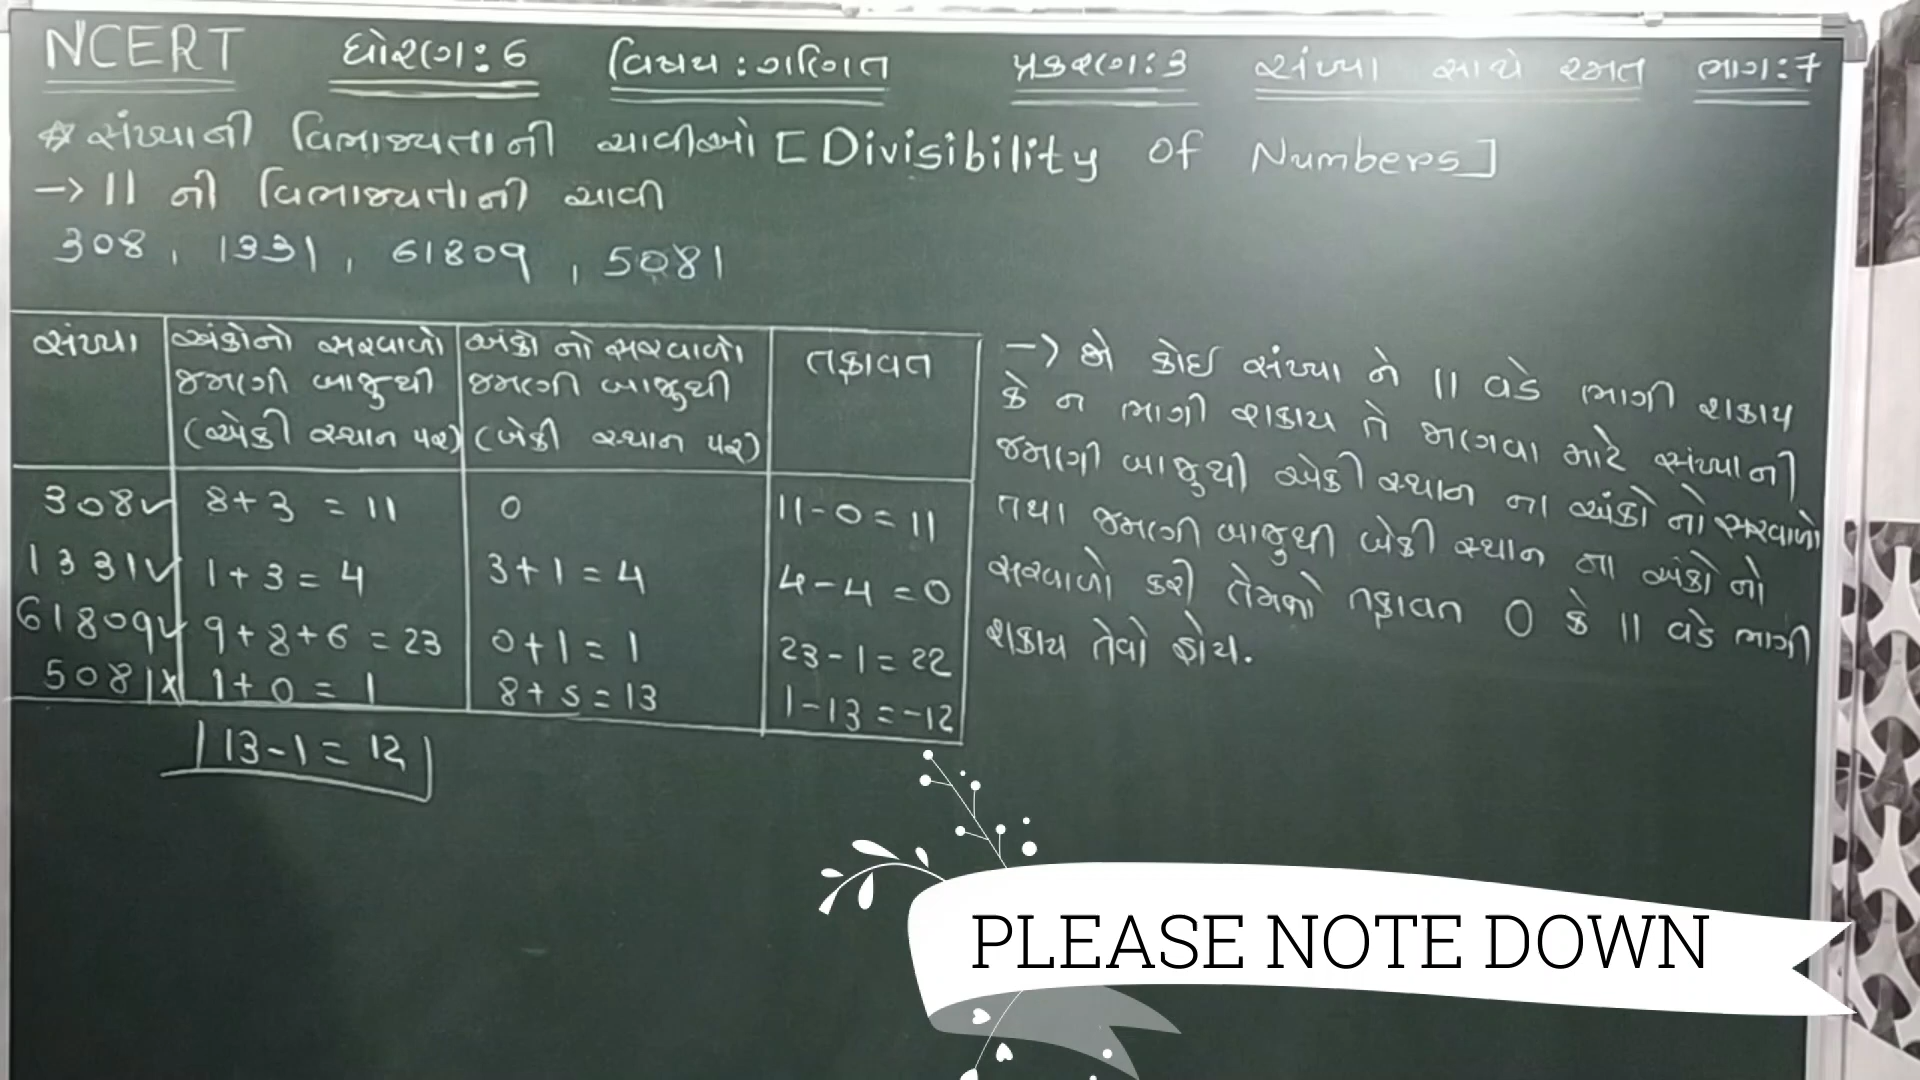 NCERT ધોરણ: 6 વિષય : ગણિત પ્રકરણ: 3 સંખ્યા સાથે રમત ભાગ: 7
☆ સંખ્યાની વિભાજ્યતાની ચાવીઓ [Divisibility of Numbers]
→ 11 ની વિભાજ્યતાની ચાવી
308, 1331, 61809, 5081
સંખ્યા | અંકોનો સરવાળો જમણી બાજુથી (એકી સ્થાન પર) | અંકોનો સરવાળો જમણી બાજુથી (બેકી સ્થાન પર) | તફાવત
308 ✓ | 8+3 = 11 | 0 | 11-0 = 11
1331 ✓ | 1+3 = 4 | 3+1 = 4 | 4-4 = 0
61809 ✓ | 9+8+6 = 23 | 0+1 = 1 | 23-1 = 22
5081 x | 1+0 = 1 | 8+5 = 13 | 1-13 = -12
13-1 = 12
→ જો કોઈ સંખ્યા ને 11 વડે ભાગી શકાય
કે ન ભાગી શકાય તે જાણવા માટે સંખ્યાની
જમણી બાજુથી એકી સ્થાન ના અંકો નો સરવાળો
તથા જમણી બાજુથી બેકી સ્થાન ના અંકો નો
સરવાળો કરી તેમનો તફાવત 0 કે 11 વડે ભાગી
શકાય તેવો હોય.
PLEASE NOTE DOWN